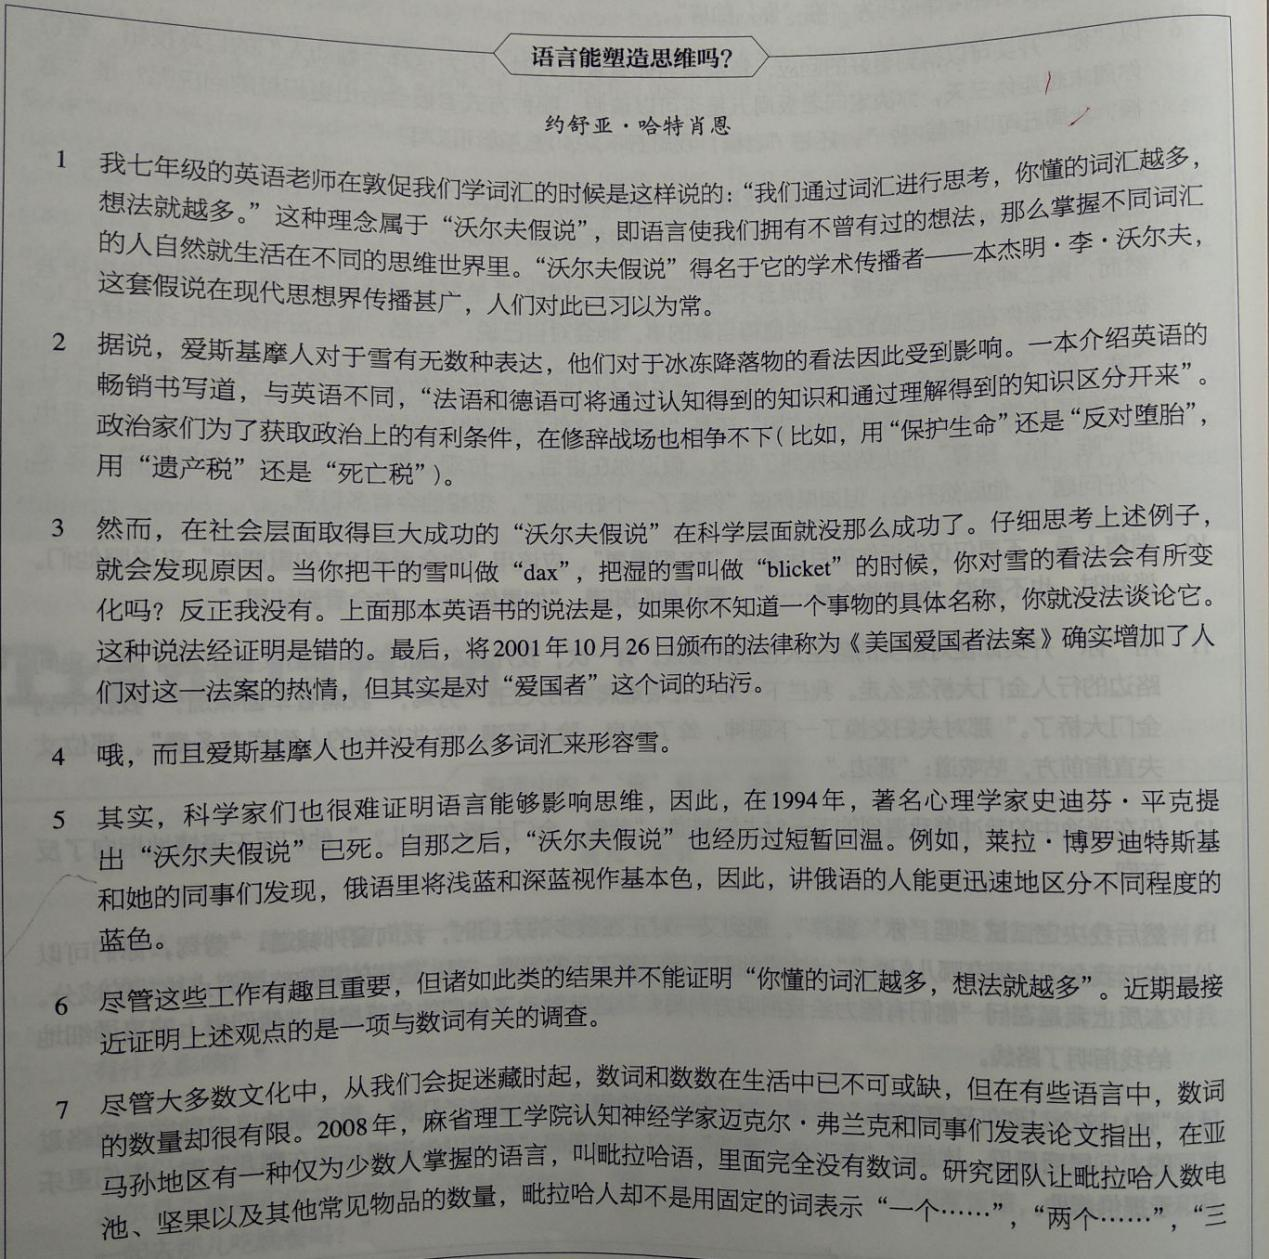 语言能塑造思维吗?
约舒亚·哈特肖恩
1 我七年级的英语老师在敦促我们学词汇的时候是这样说的：“我们通过词汇进行思考，你懂的词汇越多，
想法就越多。”这种理念属于“沃尔夫假说”，即语言使我们拥有不曾有过的想法，那么掌握不同词汇
的人自然就生活在不同的思维世界里。“沃尔夫假说”得名于它的学术传播者——本杰明·李·沃尔夫，
这套假说在现代思想界传播甚广，人们对此已习以为常。
2 据说，爱斯基摩人对于雪有无数种表达，他们对于冰冻降落物的看法因此受到影响。一本介绍英语的
畅销书写道，与英语不同，“法语和德语可将通过认知得到的知识和通过理解得到的知识区分开来”。
政治家们为了获取政治上的有利条件，在修辞战场也相争不下（比如，用“保护生命”还是“反对堕胎”，
用“遗产税”还是“死亡税”）。
3 然而，在社会层面取得巨大成功的“沃尔夫假说”在科学层面就没那么成功了。仔细思考上述例子，
就会发现原因。当你把干的雪叫做“dax”，把湿的雪叫做“blicket”的时候，你对雪的看法会有所变
化吗？反正我没有。上面那本英语书的说法是，如果你不知道一个事物的具体名称，你就没法谈论它。
这种说法经证明是错的。最后，将2001年10月26日颁布的法律称为《美国爱国者法案》确实增加了人
们对这一法案的热情，但其实是对“爱国者”这个词的玷污。
4 哦，而且爱斯基摩人也并没有那么多词汇来形容雪。
5 其实，科学家们也很难证明语言能够影响思维，因此，在1994年，著名心理学家史迪芬·平克提
出“沃尔夫假说”已死。自那之后，“沃尔夫假说”也经历过短暂回温。例如，莱拉·博罗迪特斯基
和她的同事们发现，俄语里将浅蓝和深蓝视作基本色，因此，讲俄语的人能更迅速地区分不同程度的
蓝色。
6 尽管这些工作有趣且重要，但诸如此类的结果并不能证明“你懂的词汇越多，想法就越多”。近期最接
近证明上述观点的是一项与数词有关的调查。
7 尽管大多数文化中，从我们会捉迷藏时起，数词和数数在生活中已不可或缺，但在有些语言中，数词
的数量却很有限。2008年，麻省理工学院认知神经学家迈克尔·弗兰克和同事们发表论文指出，在亚
马孙地区有一种仅为少数人掌握的语言，叫毗拉哈语，里面完全没有数词。研究团队让毗拉哈人数电
池、坚果以及其他常见物品的数量，毗拉哈人却不是用固定的词表示“一个……”，“两个……”，“三